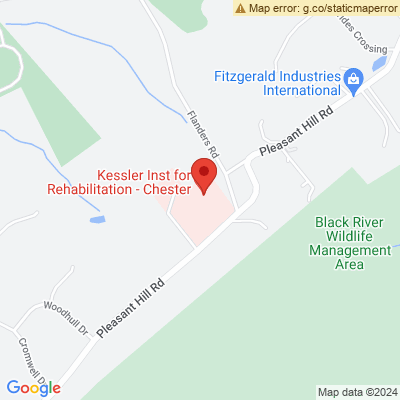 Map error: g.co/staticmaperror
des Crossing
Fitzgerald Industries
International
Flanders Rd
Pleasant Hill Rd
Kessler Inst for
Rehabilitation - Chester
Black River
Wildlife
Management
Area
Woodhull Dr
Pleasant Hill Rd
Cromwell D
Google
Map data ©2024